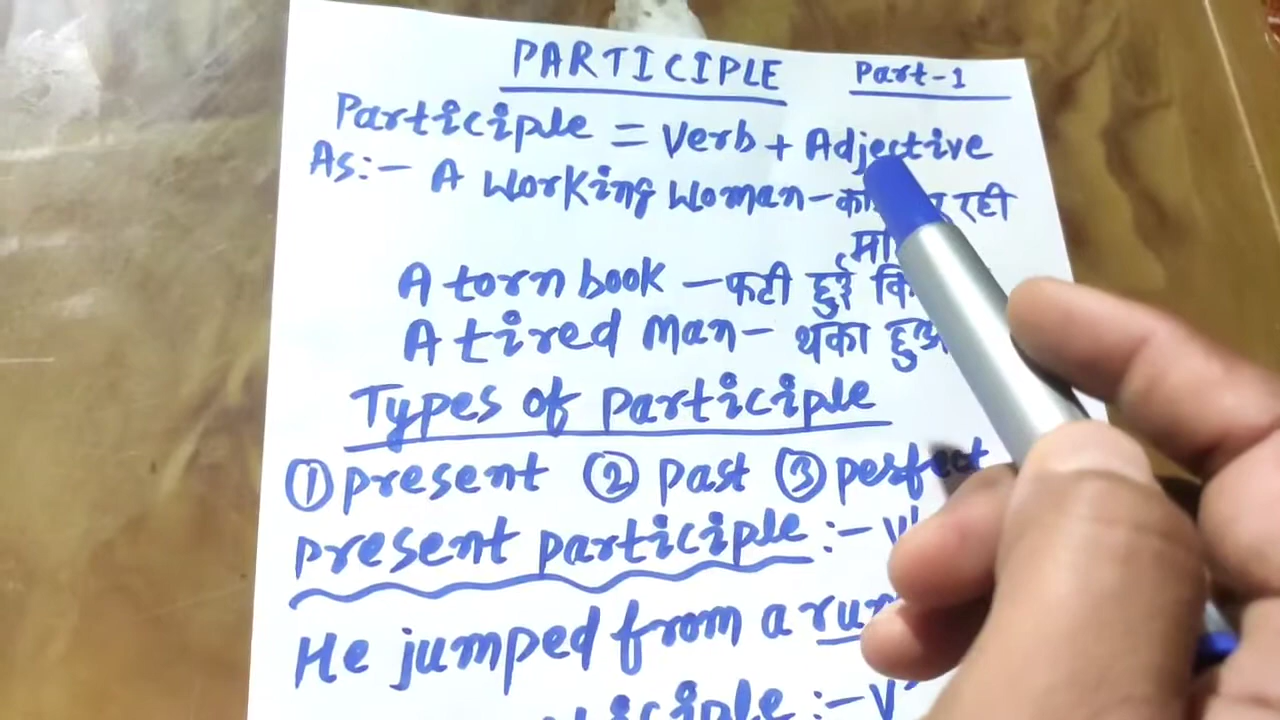 PARTICIPLE Part-1
Participle = Verb + Adjective
As:- A working woman- रही
A torn book - फटी हुई
A tired man- थका
Types of participle
① present ② past ③ perfect
present participle :-
He jumped from a
:-